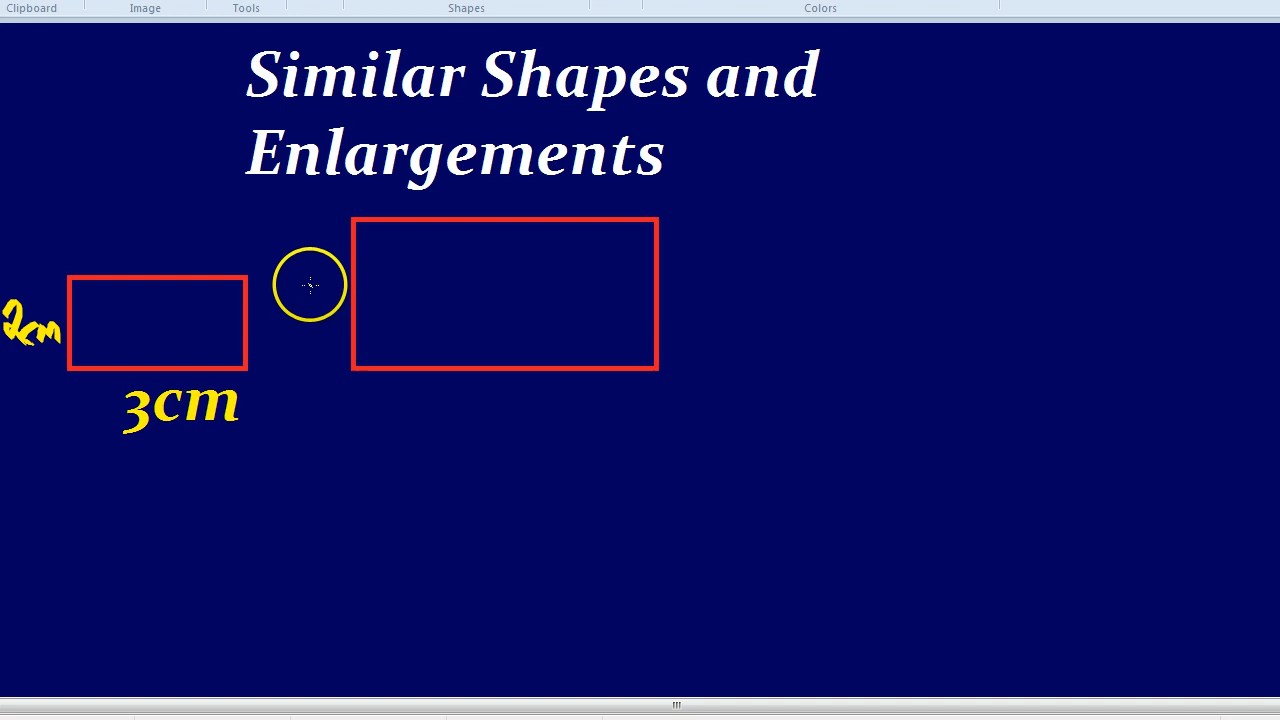 Clipboard Image Tools Shapes Colors
Similar Shapes and
Enlargements
2cm
3cm